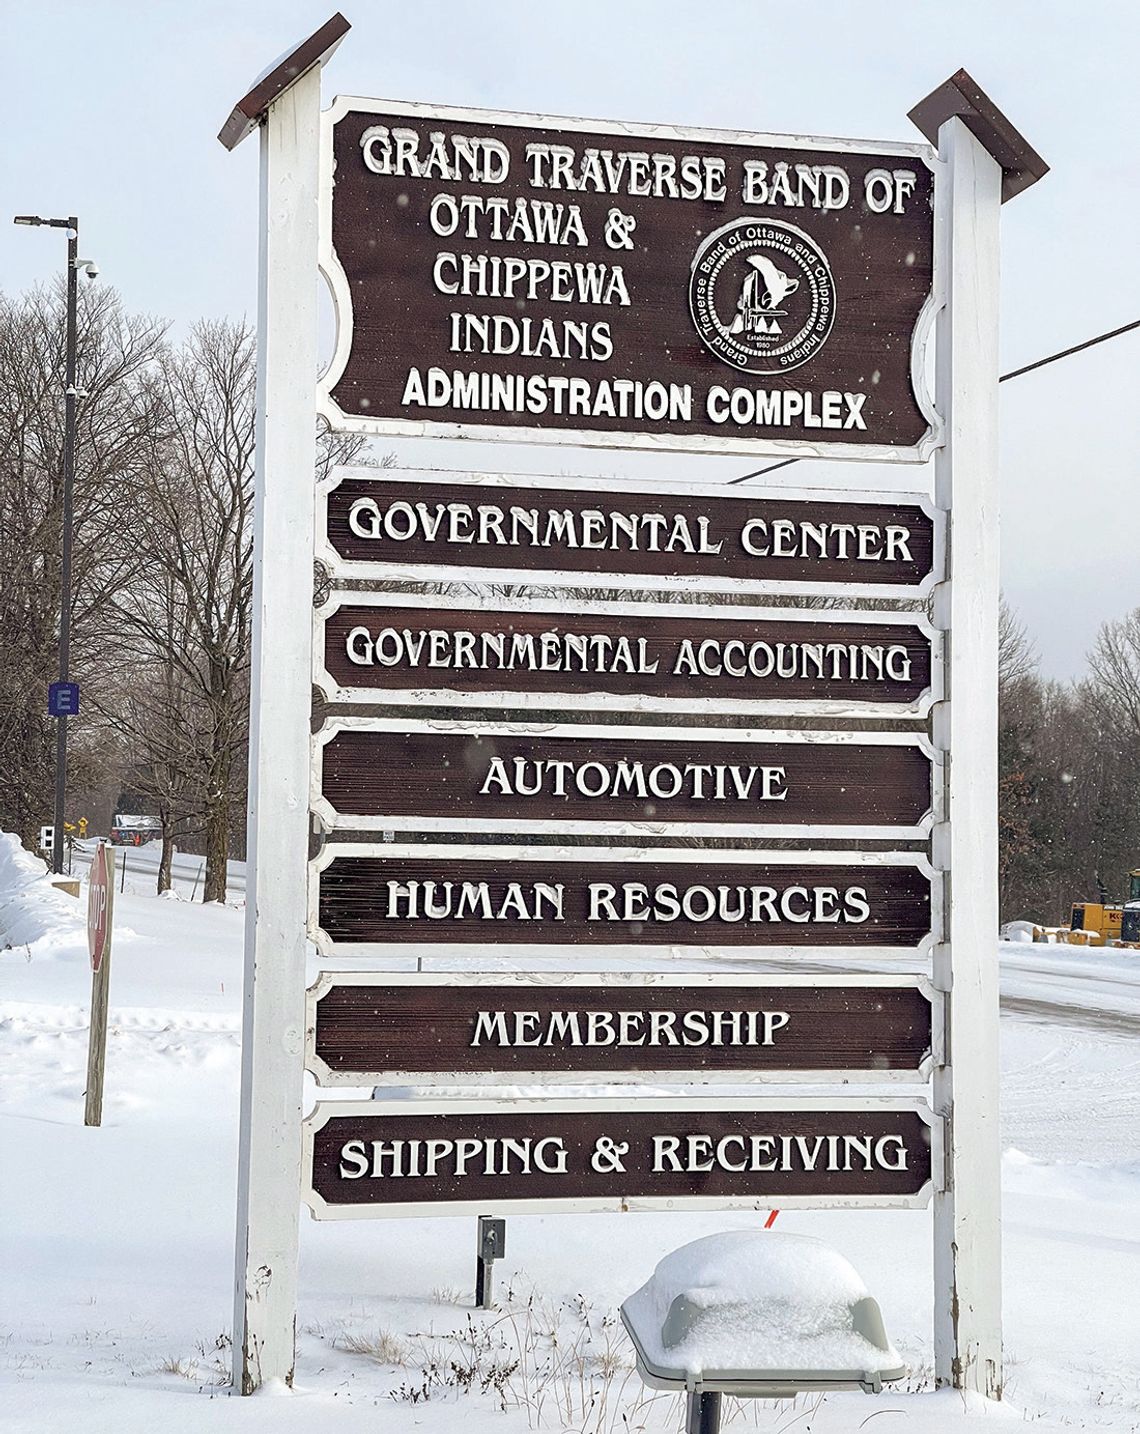 GRAND TRAVERSE BAND OF
OTTAWA &
CHIPPEWA
INDIANS
Grand Traverse Band of Ottawa and Chippewa Indians
Established
1980
ADMINISTRATION COMPLEX
GOVERNMENTAL CENTER
GOVERNMENTAL ACCOUNTING
AUTOMOTIVE
HUMAN RESOURCES
MEMBERSHIP
SHIPPING & RECEIVING
E
STOP